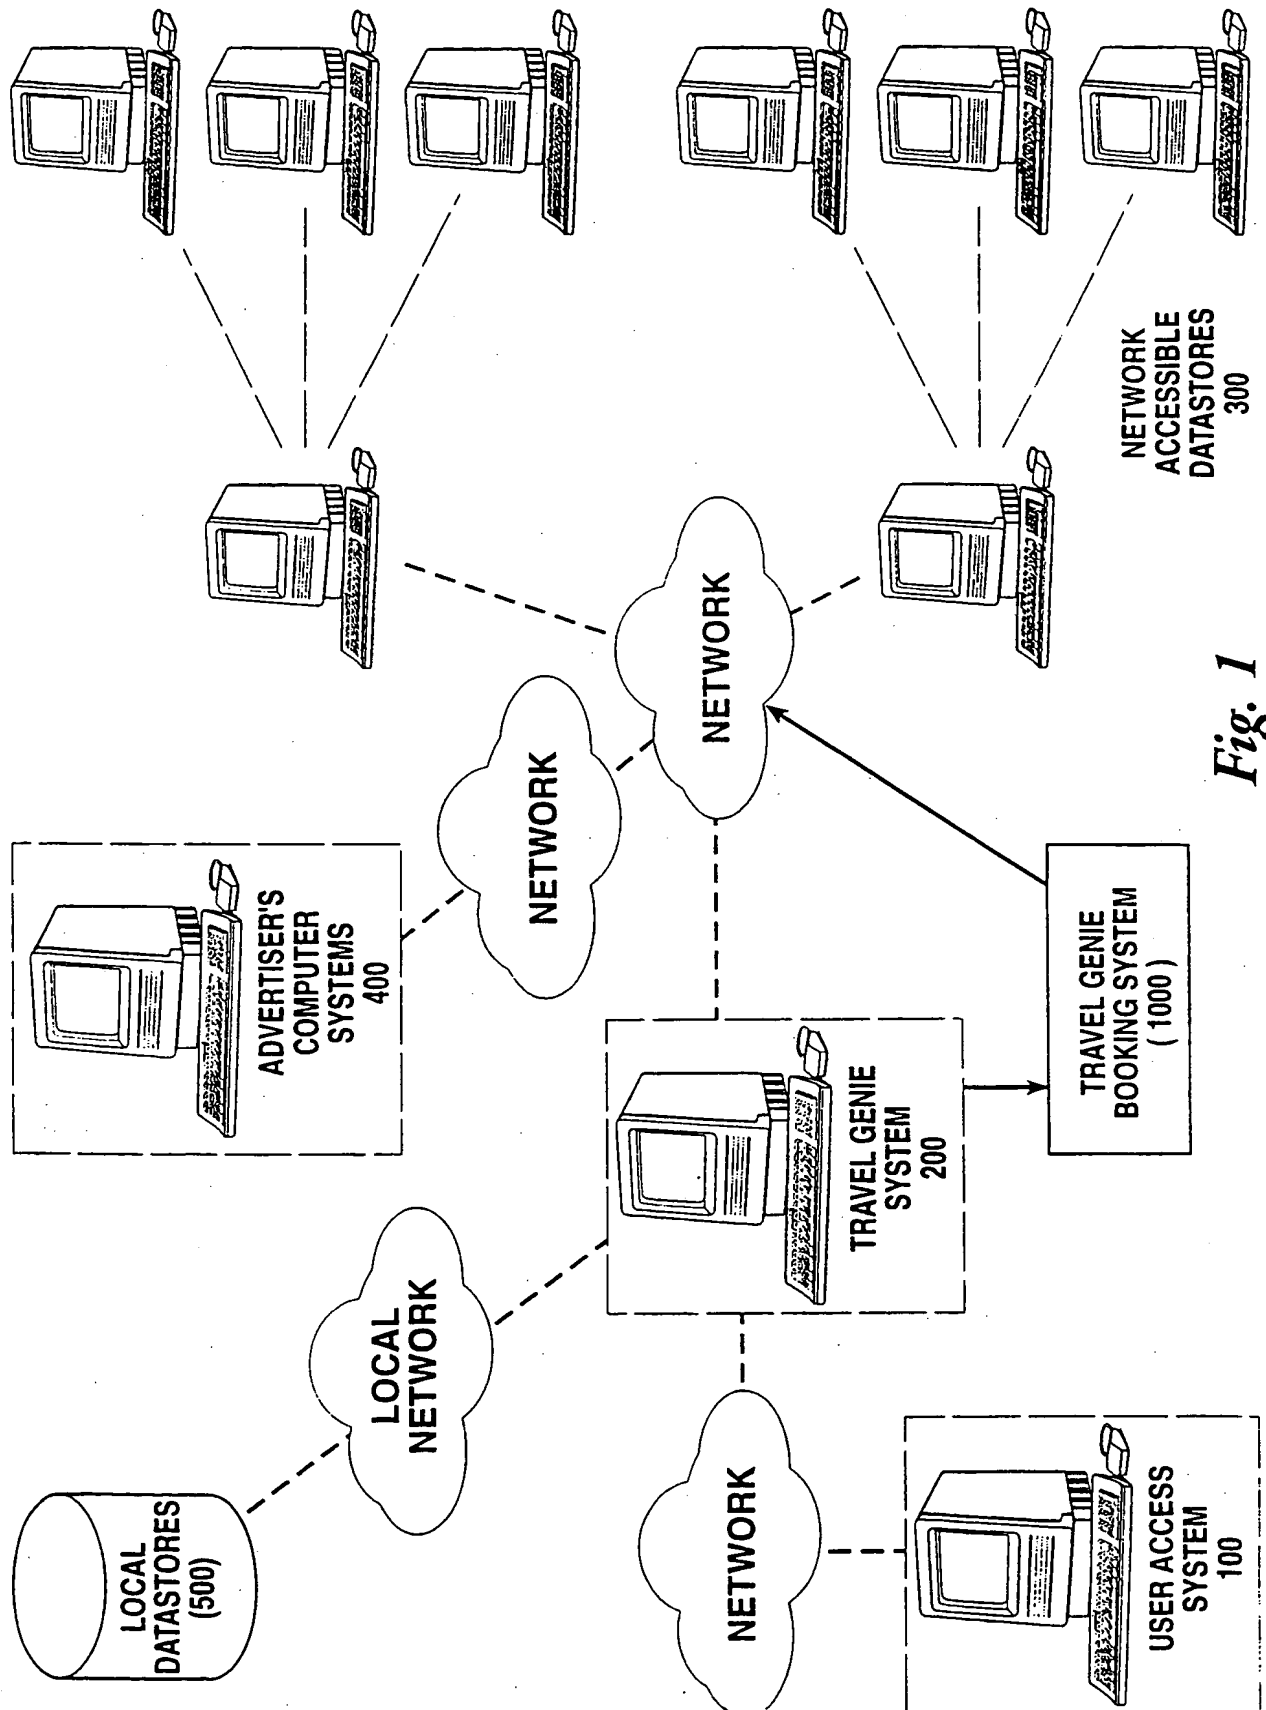 LOCAL
DATASTORES
(500)
LOCAL
NETWORK
ADVERTISER'S
COMPUTER
SYSTEMS
400
NETWORK
NETWORK
TRAVEL GENIE
SYSTEM
200
NETWORK
USER ACCESS
SYSTEM
100
TRAVEL GENIE
BOOKING SYSTEM
( 1000 )
NETWORK
ACCESSIBLE
DATASTORES
300
Fig. 1